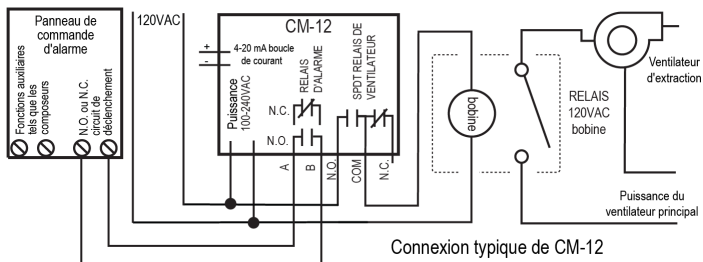 Panneau de
commande
d'alarme
Fonctions auxiliaires
tels que les
composeurs
N.O. ou N.C.
circuit de
déclenchement
120VAC
CM-12
+
-
4-20 mA boucle
de courant
Puissance
100-240VAC
RELAIS
D'ALARME
N.C.
N.O.
SPDT RELAIS DE
VENTILATEUR
A
B
N.O.
COM
N.C.
bobine
RELAIS
120VAC
bobine
Ventilateur
d'extraction
Puissance du
ventilateur principal
Connexion typique de CM-12